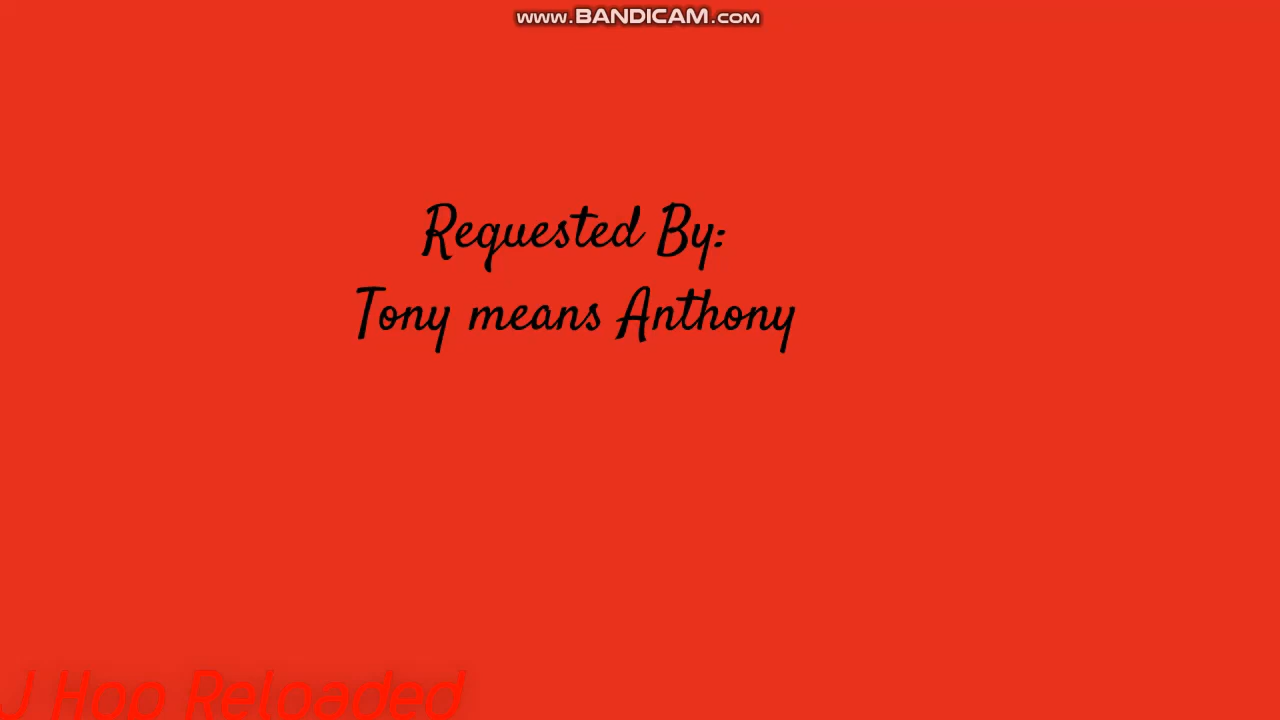 www.BANDICAM.com
Requested By:
Tony means Anthony
J Hoo Reloaded